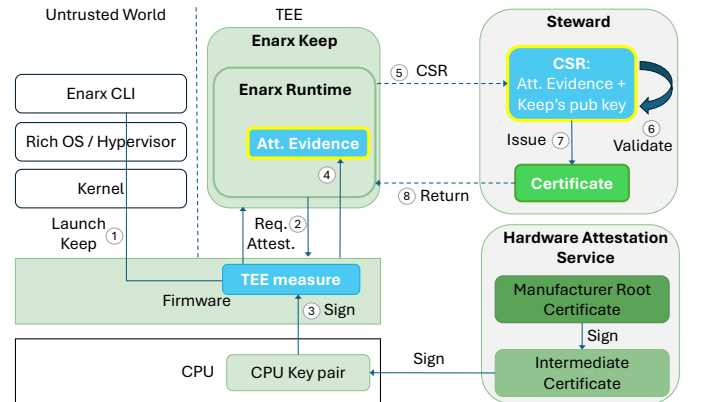 Untrusted World
TEE
Steward
Enarx Keep
Enarx CLI
Rich OS / Hypervisor
Kernel
Enarx Runtime
Att. Evidence
5 CSR
CSR:
Att. Evidence +
Keep's pub key
6
Validate
Issue 7
Certificate
8 Return
4
Launch
Keep
1
Req. 2
Attest.
TEE measure
Firmware
3 Sign
CPU
CPU Key pair
Sign
Hardware Attestation
Service
Manufacturer Root
Certificate
Sign
Intermediate
Certificate